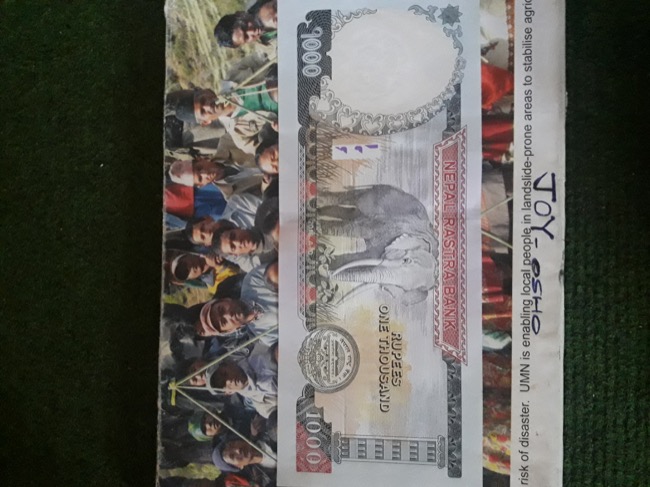 1000
१०००
RUPEES
ONE THOUSAND
NEPAL RASTRA BANK
risk of disaster. UMN is enabling local people in landslide-prone areas to stabilise agric
JOY - OSHO